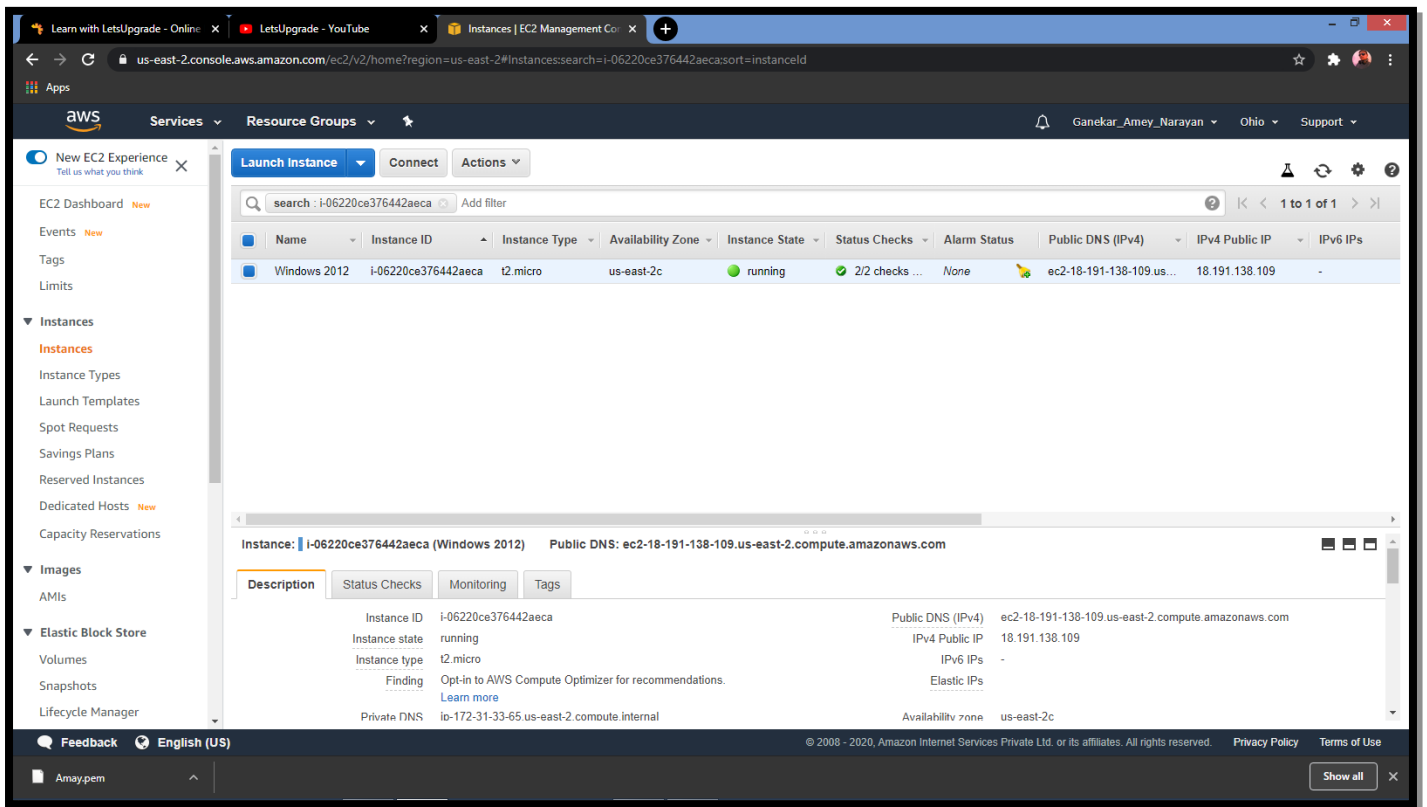 Learn with LetsUpgrade - Online
LetsUpgrade - YouTube
Instances | EC2 Management Con
us-east-2.console.aws.amazon.com/ec2/v2/home?region=us-east-2#Instances:search=i-06220ce376442aeca;sort=instanceId
Apps
aws Services Resource Groups Ganekar_Amey_Narayan Ohio Support
New EC2 Experience
Tell us what you think
EC2 Dashboard New
Events New
Tags
Limits
Instances
Instances
Instance Types
Launch Templates
Spot Requests
Savings Plans
Reserved Instances
Dedicated Hosts New
Capacity Reservations
Images
AMIs
Elastic Block Store
Volumes
Snapshots
Lifecycle Manager
Launch Instance Connect Actions
search : i-06220ce376442aeca Add filter 1 to 1 of 1
Name Instance ID Instance Type Availability Zone Instance State Status Checks Alarm Status Public DNS (IPv4) IPv4 Public IP IPv6 IPs
Windows 2012 i-06220ce376442aeca t2.micro us-east-2c running 2/2 checks ... None ec2-18-191-138-109.us... 18.191.138.109 -
Instance: i-06220ce376442aeca (Windows 2012) Public DNS: ec2-18-191-138-109.us-east-2.compute.amazonaws.com
Description Status Checks Monitoring Tags
Instance ID i-06220ce376442aeca Public DNS (IPv4) ec2-18-191-138-109.us-east-2.compute.amazonaws.com
Instance state running IPv4 Public IP 18.191.138.109
Instance type t2.micro IPv6 IPs -
Finding Opt-in to AWS Compute Optimizer for recommendations. Elastic IPs
Learn more
Private DNS ip-172-31-33-65.us-east-2.compute.internal Availability zone us-east-2c
Feedback English (US) © 2008 - 2020, Amazon Internet Services Private Ltd. or its affiliates. All rights reserved. Privacy Policy Terms of Use
Amay.pem Show all